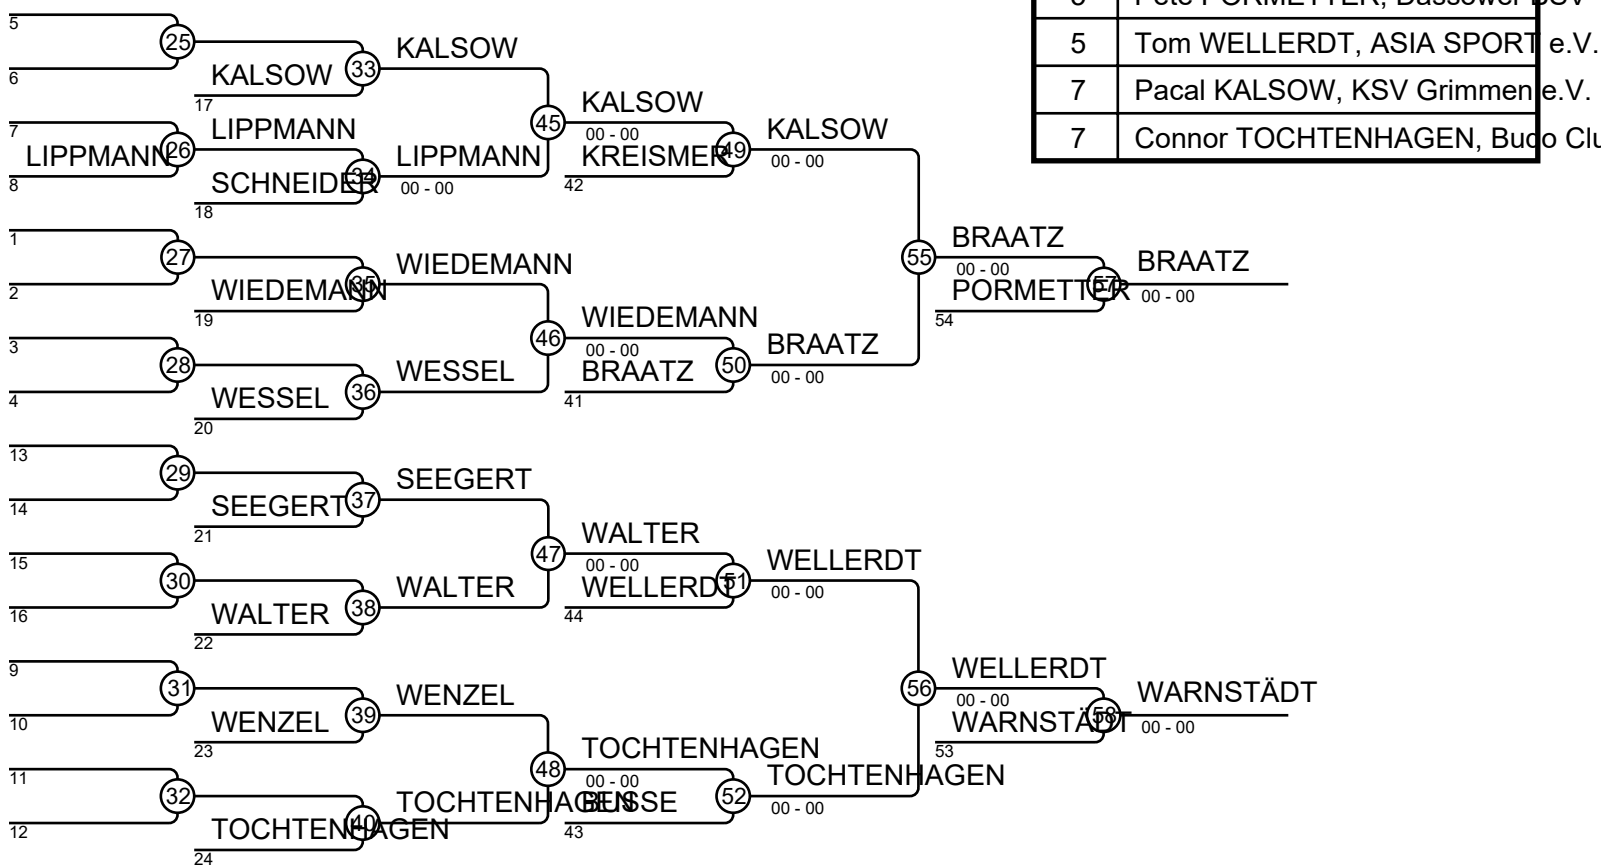 5
25
6
KALSOW
33
KALSOW
17
7
LIPPMANN
26
8
LIPPMANN
SCHNEIDER
34
18
LIPPMANN
00 - 00
45
KALSOW
00 - 00
KREISMER
49
42
KALSOW
00 - 00
1
27
2
WIEDEMANN
35
19
WIEDEMANN
3
28
4
WESSEL
36
20
WESSEL
46
WIEDEMANN
00 - 00
BRAATZ
50
41
BRAATZ
00 - 00
55
BRAATZ
00 - 00
PORMETTER
57
54
BRAATZ
00 - 00
13
29
14
SEEGERT
37
21
SEEGERT
15
30
16
WALTER
38
22
WALTER
47
WALTER
00 - 00
WELLERDT
51
44
WELLERDT
00 - 00
9
31
10
WENZEL
39
23
WENZEL
11
32
12
TOCHTENHAGEN
40
24
TOCHTENHAGEN
48
TOCHTENHAGEN
00 - 00
BUSSE
52
43
TOCHTENHAGEN
00 - 00
56
WELLERDT
00 - 00
WARNSTÄDT
58
53
WARNSTÄDT
00 - 00
5 Tom WELLERDT, ASIA SPORT e.V.
7 Pacal KALSOW, KSV Grimmen e.V.
7 Connor TOCHTENHAGEN, Budo Clu